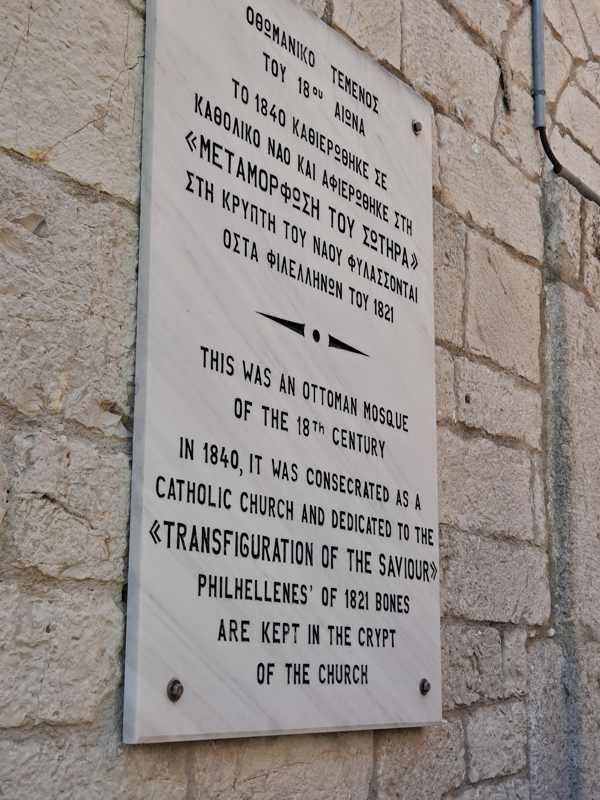 ΟΘΩΜΑΝΙΚΟ ΤΕΜΕΝΟΣ
ΤΟΥ 18ου ΑΙΩΝΑ
ΤΟ 1840 ΚΑΘΙΕΡΩΘΗΚΕ ΣΕ
ΚΑΘΟΛΙΚΟ ΝΑΟ ΚΑΙ ΑΦΙΕΡΩΘΗΚΕ ΣΤΗ
«ΜΕΤΑΜΟΡΦΩΣΗ ΤΟΥ ΣΩΤΗΡΑ»
ΣΤΗ ΚΡΥΠΤΗ ΤΟΥ ΝΑΟΥ ΦΥΛΑΣΣΟΝΤΑΙ
ΟΣΤΑ ΦΙΛΕΛΛΗΝΩΝ ΤΟΥ 1821
THIS WAS AN OTTOMAN MOSQUE
OF THE 18Th CENTURY
IN 1840, IT WAS CONSECRATED AS A
CATHOLIC CHURCH AND DEDICATED TO THE
«TRANSFIGURATION OF THE SAVIOUR»
PHILHELLENES' OF 1821 BONES
ARE KEPT IN THE CRYPT
OF THE CHURCH